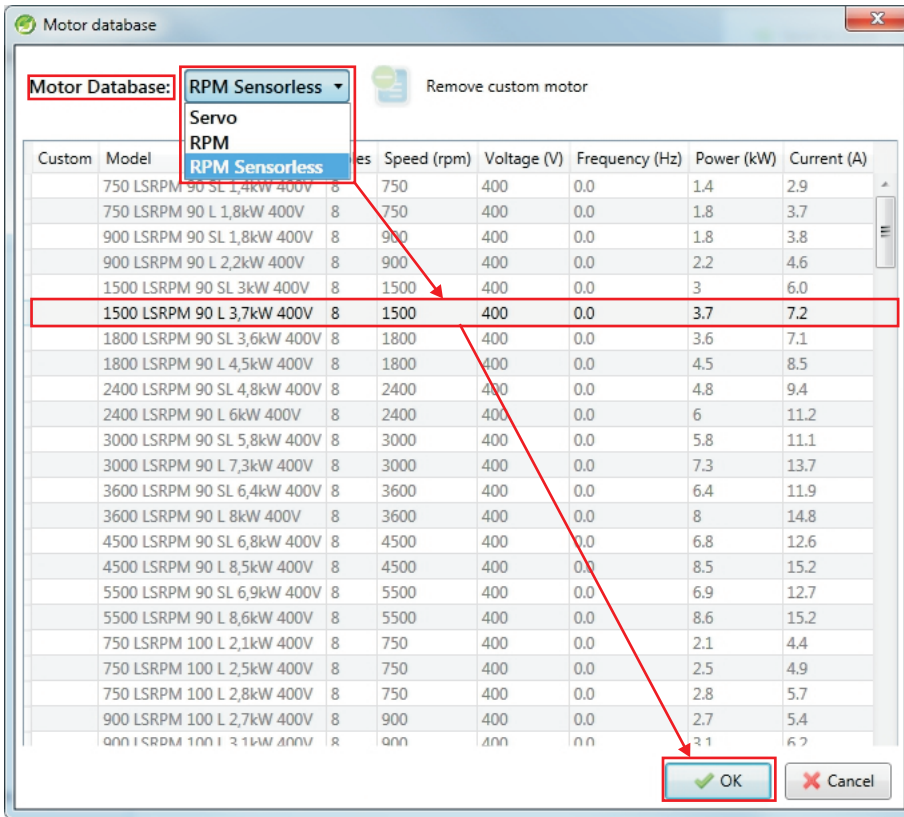 Motor database
Motor Database: RPM Sensorless Remove custom motor
Servo
RPM
RPM Sensorless
Custom Model Speed (rpm) Voltage (V) Frequency (Hz) Power (kW) Current (A)
750 LSRPM 90 SL 1,4kW 400V 8 750 400 0.0 1.4 2.9
750 LSRPM 90 L 1,8kW 400V 8 750 400 0.0 1.8 3.7
900 LSRPM 90 SL 1,8kW 400V 8 900 400 0.0 1.8 3.8
900 LSRPM 90 L 2,2kW 400V 8 900 400 0.0 2.2 4.6
1500 LSRPM 90 SL 3kW 400V 8 1500 400 0.0 3 6.0
1500 LSRPM 90 L 3,7kW 400V 8 1500 400 0.0 3.7 7.2
1800 LSRPM 90 SL 3,6kW 400V 8 1800 400 0.0 3.6 7.1
1800 LSRPM 90 L 4,5kW 400V 8 1800 400 0.0 4.5 8.5
2400 LSRPM 90 SL 4,8kW 400V 8 2400 400 0.0 4.8 9.4
2400 LSRPM 90 L 6kW 400V 8 2400 400 0.0 6 11.2
3000 LSRPM 90 SL 5,8kW 400V 8 3000 400 0.0 5.8 11.1
3000 LSRPM 90 L 7,3kW 400V 8 3000 400 0.0 7.3 13.7
3600 LSRPM 90 SL 6,4kW 400V 8 3600 400 0.0 6.4 11.9
3600 LSRPM 90 L 8kW 400V 8 3600 400 0.0 8 14.8
4500 LSRPM 90 SL 6,8kW 400V 8 4500 400 0.0 6.8 12.6
4500 LSRPM 90 L 8,5kW 400V 8 4500 400 0.0 8.5 15.2
5500 LSRPM 90 SL 6,9kW 400V 8 5500 400 0.0 6.9 12.7
5500 LSRPM 90 L 8,6kW 400V 8 5500 400 0.0 8.6 15.2
750 LSRPM 100 L 2,1kW 400V 8 750 400 0.0 2.1 4.4
750 LSRPM 100 L 2,5kW 400V 8 750 400 0.0 2.5 4.9
750 LSRPM 100 L 2,8kW 400V 8 750 400 0.0 2.8 5.7
900 LSRPM 100 L 2,7kW 400V 8 900 400 0.0 2.7 5.4
900 LSRPM 100 L 3,1kW 400V 8 900 400 0.0 3.1 6.2
OK Cancel